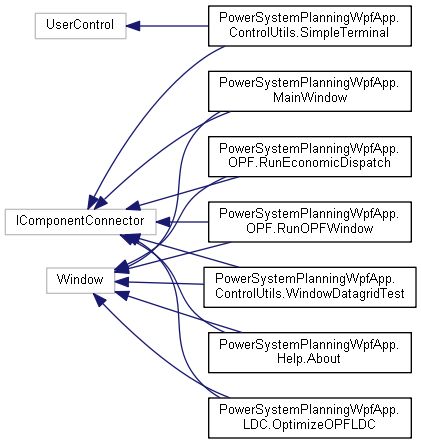 UserControl
PowerSystemPlanningWpfApp.
ControlUtils.SimpleTerminal
PowerSystemPlanningWpfApp.
MainWindow
PowerSystemPlanningWpfApp.
OPF.RunEconomicDispatch
IComponentConnector
PowerSystemPlanningWpfApp.
OPF.RunOPFWindow
Window
PowerSystemPlanningWpfApp.
ControlUtils.WindowDatagridTest
PowerSystemPlanningWpfApp.
Help.About
PowerSystemPlanningWpfApp.
LDC.OptimizeOPFLDC